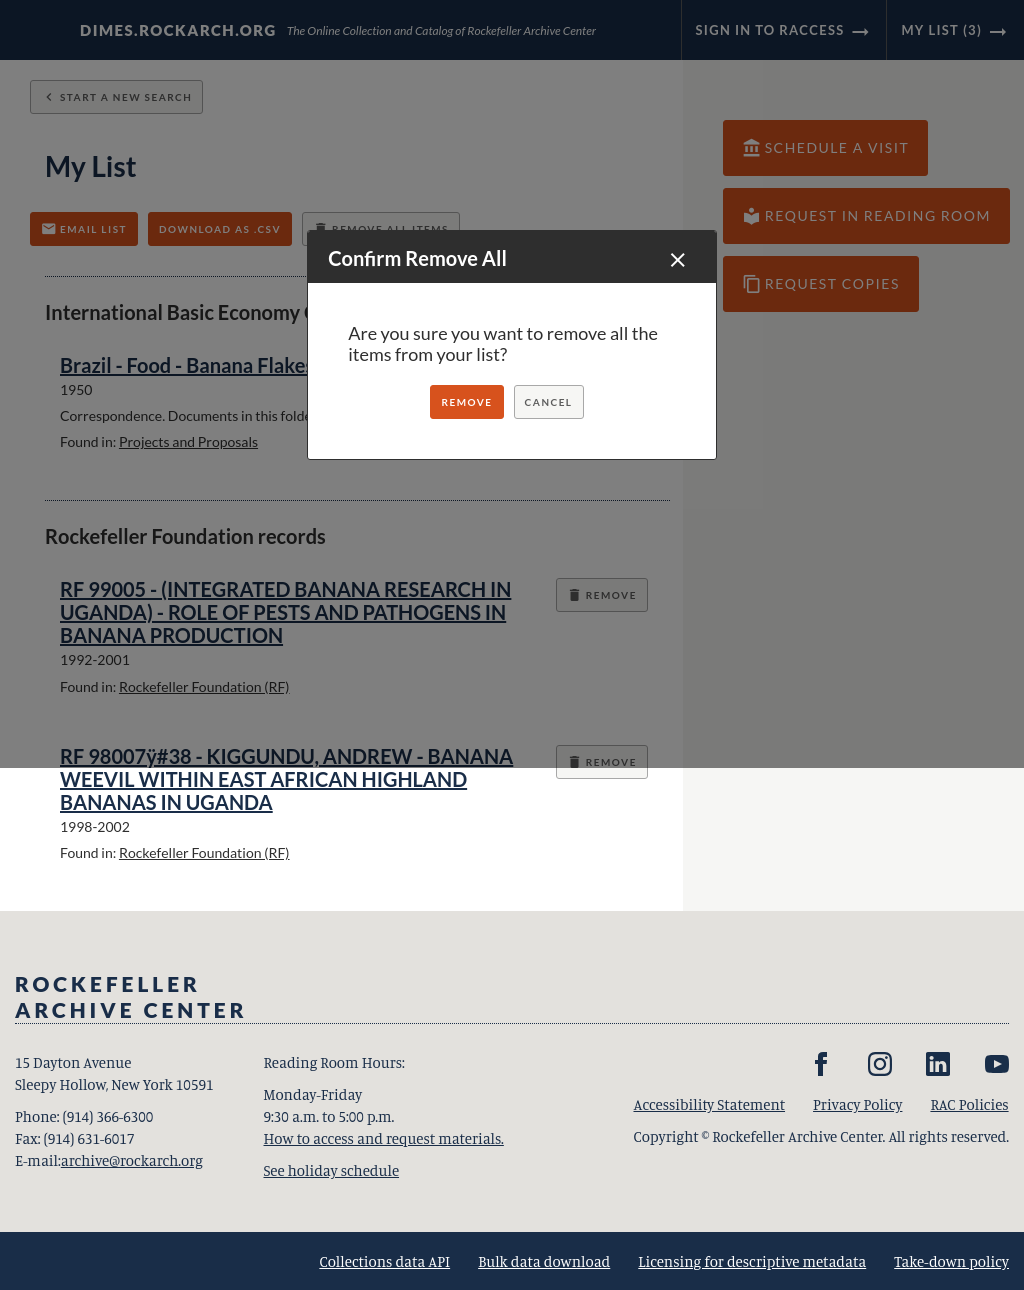 DIMES.ROCKARCH.ORG The Online Collection and Catalog of Rockefeller Archive Center
SIGN IN TO RACCESS
MY LIST (3)
START A NEW SEARCH
My List
EMAIL LIST
DOWNLOAD AS .CSV
REMOVE ALL ITEMS
SCHEDULE A VISIT
REQUEST IN READING ROOM
REQUEST COPIES
Confirm Remove All
Are you sure you want to remove all the
items from your list?
REMOVE
CANCEL
International Basic Economy
Brazil - Food - Banana Flakes
1950
Correspondence. Documents in this
Found in: Projects and Proposals
Rockefeller Foundation records
RF 99005 - (INTEGRATED BANANA RESEARCH IN
UGANDA) - ROLE OF PESTS AND PATHOGENS IN
BANANA PRODUCTION
REMOVE
1992-2001
Found in: Rockefeller Foundation (RF)
RF 98007ÿ#38 - KIGGUNDU, ANDREW - BANANA
WEEVIL WITHIN EAST AFRICAN HIGHLAND
BANANAS IN UGANDA
REMOVE
1998-2002
Found in: Rockefeller Foundation (RF)
ROCKEFELLER
ARCHIVE CENTER
15 Dayton Avenue
Sleepy Hollow, New York 10591
Phone: (914) 366-6300
Fax: (914) 631-6017
E-mail:archive@rockarch.org
Reading Room Hours:
Monday-Friday
9:30 a.m. to 5:00 p.m.
How to access and request materials.
See holiday schedule
Accessibility Statement
Privacy Policy
RAC Policies
Copyright © Rockefeller Archive Center. All rights reserved.
Collections data API
Bulk data download
Licensing for descriptive metadata
Take-down policy